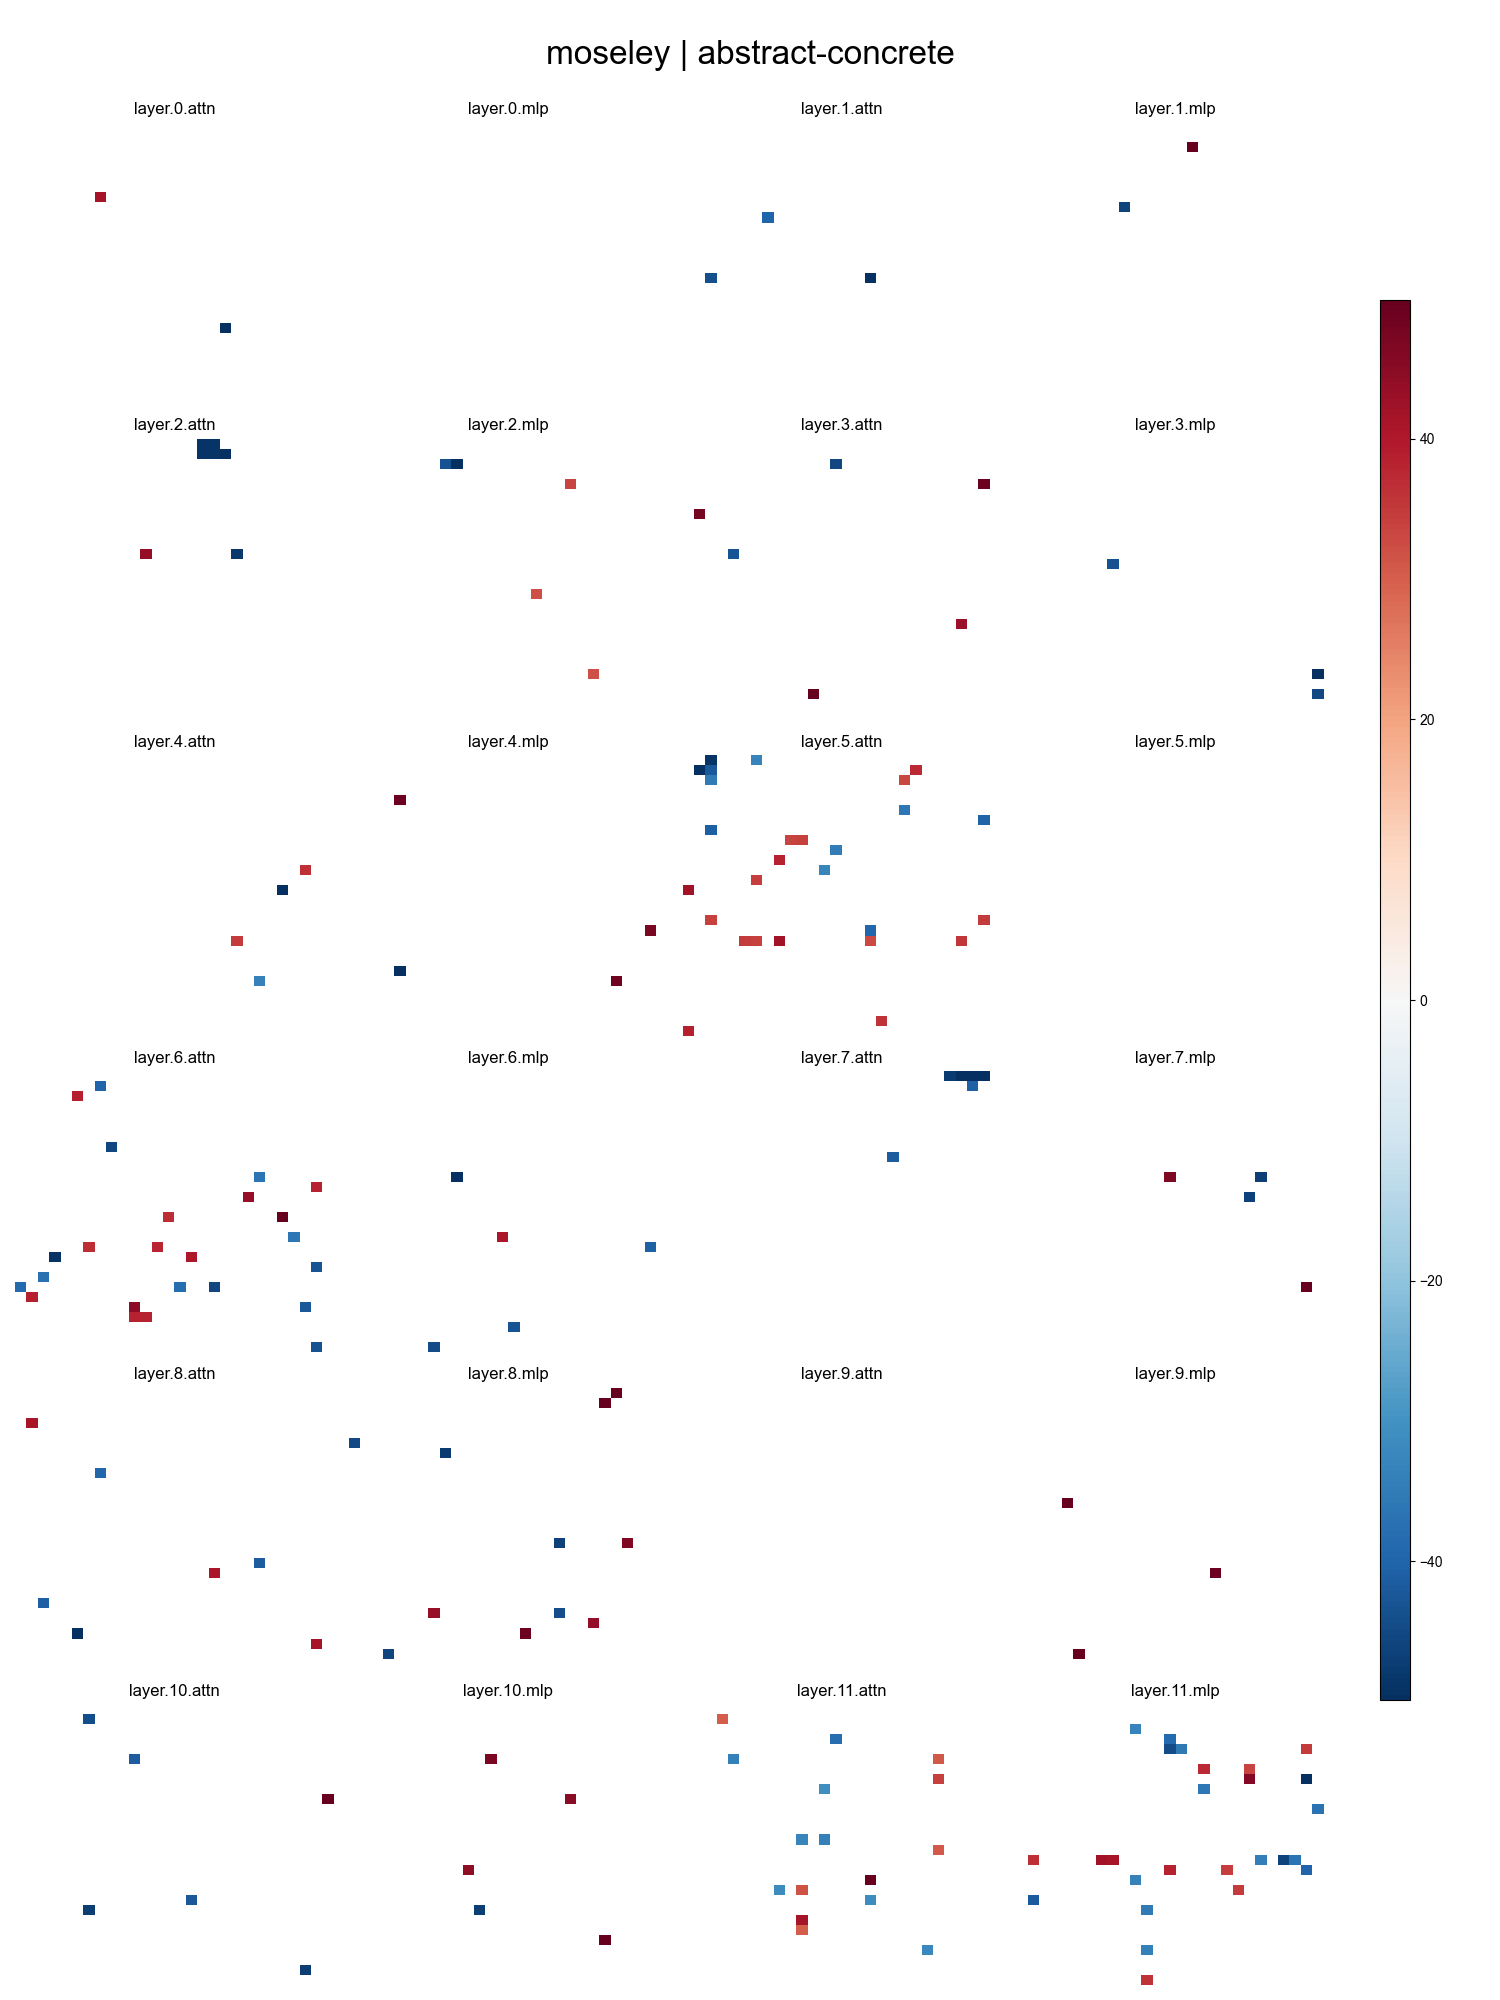 moseley | abstract-concrete
layer.0.attn
layer.0.mlp
layer.1.attn
layer.1.mlp
layer.2.attn
layer.2.mlp
layer.3.attn
layer.3.mlp
layer.4.attn
layer.4.mlp
layer.5.attn
layer.5.mlp
layer.6.attn
layer.6.mlp
layer.7.attn
layer.7.mlp
layer.8.attn
layer.8.mlp
layer.9.attn
layer.9.mlp
layer.10.attn
layer.10.mlp
layer.11.attn
layer.11.mlp
40
20
0
−20
−40